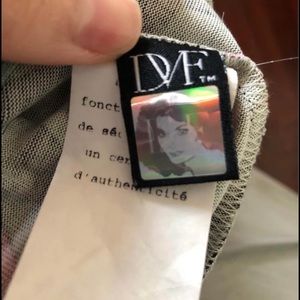 DVF™
fonct
de séc
un cer
d'authenticité